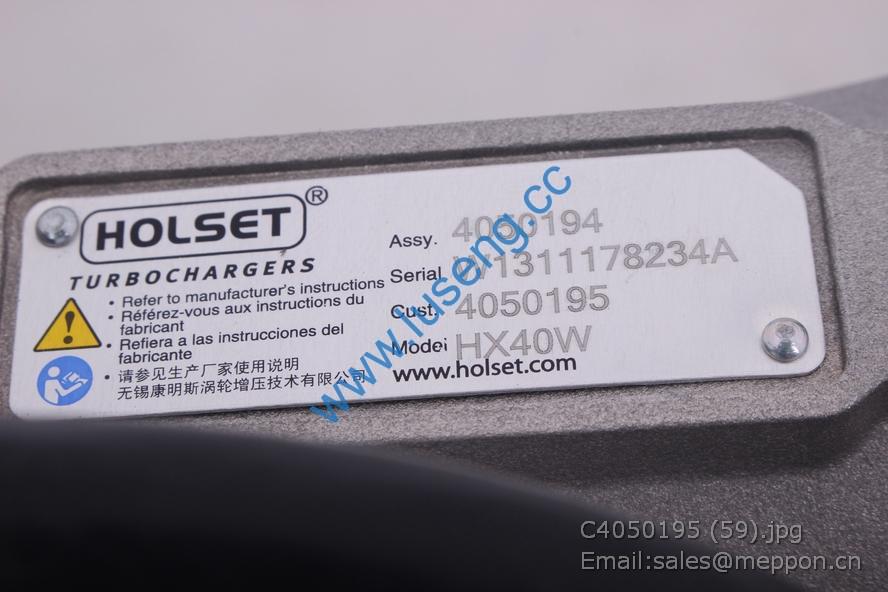 HOLSET®
TURBOCHARGERS
• Refer to manufacturer's instructions
• Référez-vous aux instructions du
fabricant
• Refiera a las instrucciones del
fabricante
• 请参见生产厂家使用说明
无锡康明斯涡轮增压技术有限公司
Assy. 4050194
Serial W1311178234A
Cust. 4050195
Model HX40W
www.holset.com
www.luseng.cc
C4050195 (59).jpg
Email:sales@meppon.cn